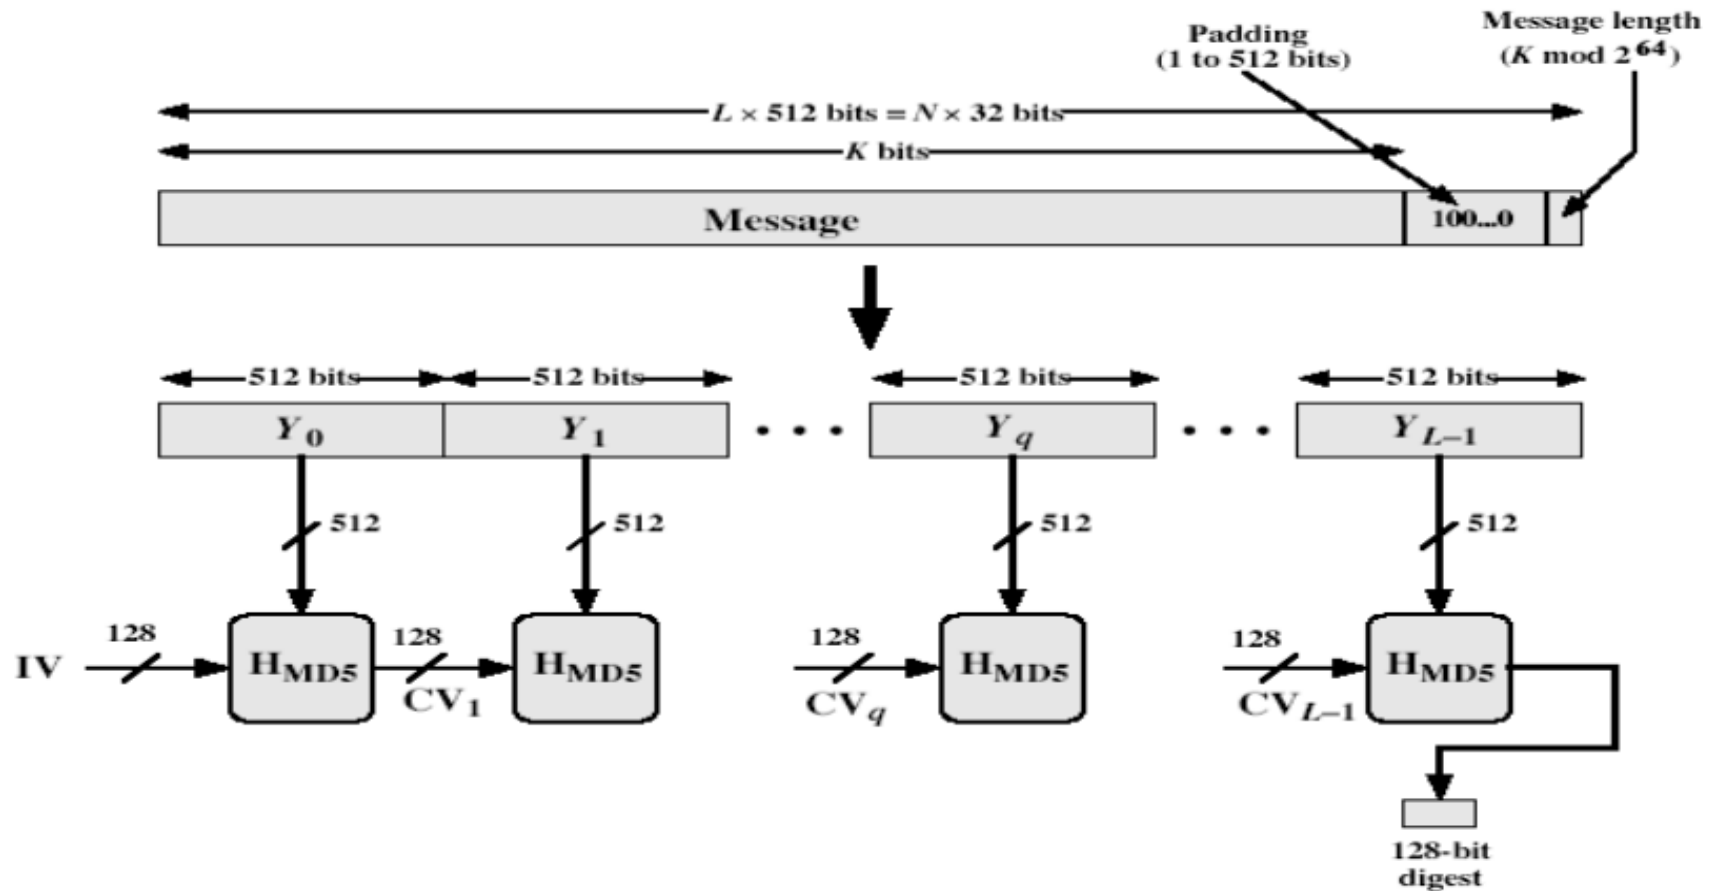 Padding
(1 to 512 bits)
Message length
(K mod 2^64)
L × 512 bits = N × 32 bits
K bits
Message
100...0
512 bits
512 bits
512 bits
512 bits
Y0
Y1
• • •
Yq
• • •
YL–1
512
512
512
512
128
128
128
128
IV
HMD5
HMD5
HMD5
HMD5
CV1
CVq
CVL–1
128-bit
digest